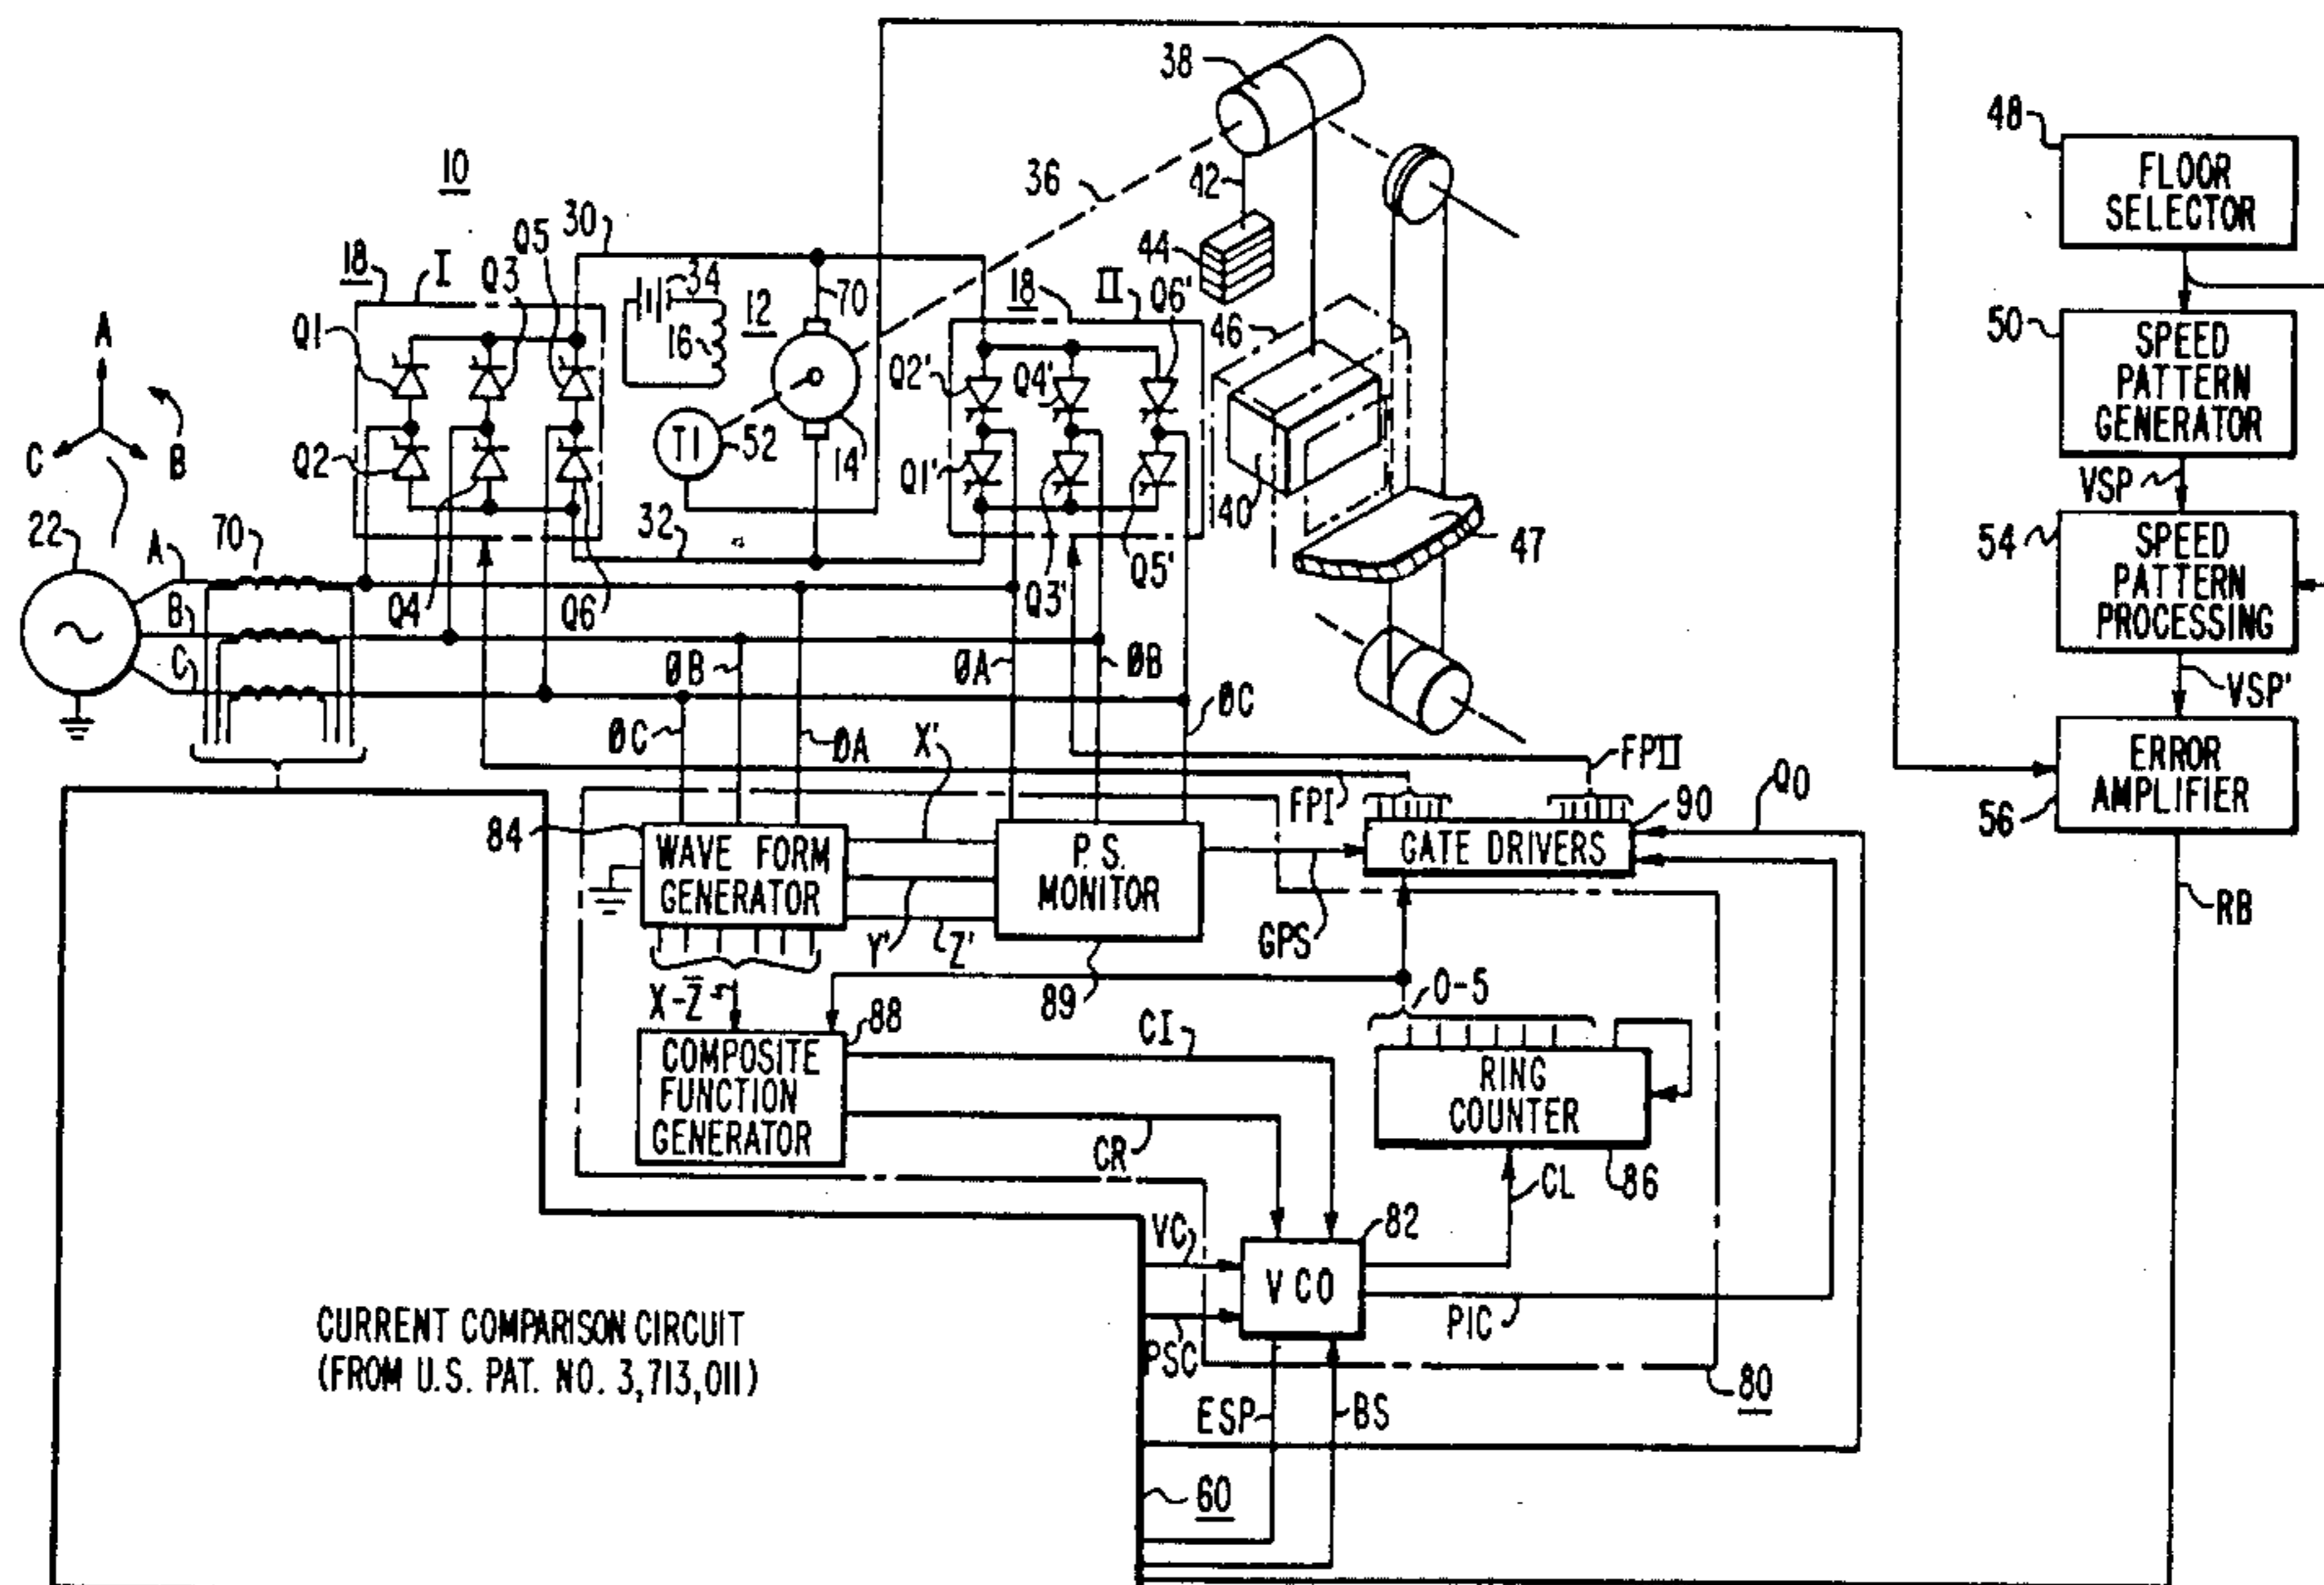 10
38
48
FLOOR
SELECTOR
36
42
44
18
I
Q3
Q5
30
34
12
70
18
II
Q6'
46
50
SPEED
PATTERN
GENERATOR
A
C
B
Q1
Q2
16
T1
52
14
Q2'
Q4'
Q1'
40
47
VSP
22
A
B
C
70
Q4
Q6
32
Q3'
Q5'
54
SPEED
PATTERN
PROCESSING
VSP'
ØB
ØA
ØB
ØC
ØC
ØA
X'
FPI
FPII
90
Q0
56
ERROR
AMPLIFIER
RB
84
WAVE FORM
GENERATOR
P. S.
MONITOR
GATE DRIVERS
Y'
Z'
GPS
X-Z̅
88
89
0-5
COMPOSITE
FUNCTION
GENERATOR
CI
CR
RING
COUNTER
CL
86
VC
82
VCO
PSC
PIC
CURRENT COMPARISON CIRCUIT
(FROM U.S. PAT. NO. 3,713,011)
ESP
BS
80
60